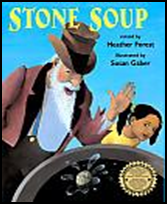 STONE SOUP
retold by
Heather Forest
illustrated by
Susan Gaber